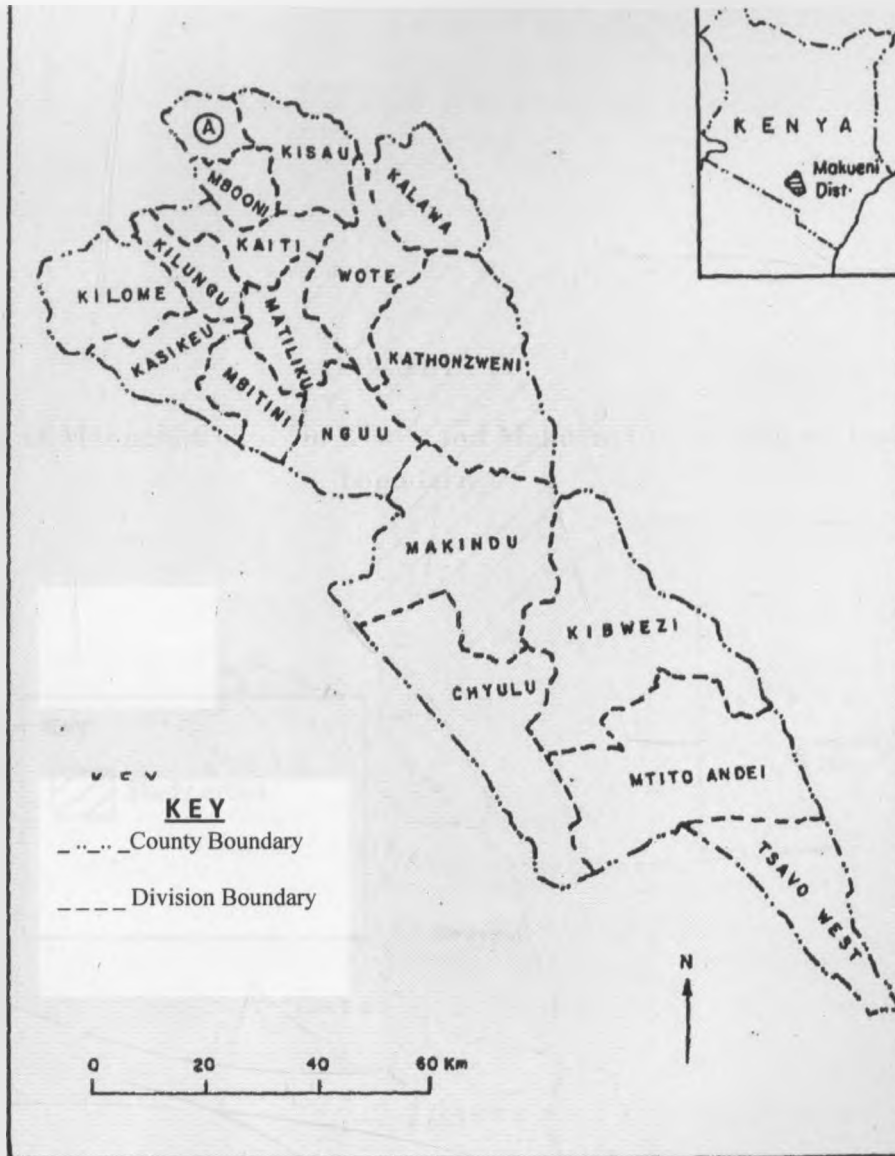 KENYA
Makueni
Dist.
A
KISAU
MBOONI
KALAWA
KAITI
WOTE
KILUNGU
KILOME
MATILIKU
KASIKEU
KATHONZWENI
MBITINI
NGUU
MAKINDU
KIBWEZI
CHYULU
MTITO ANDEI
TSAVO WEST
KEY
County Boundary
Division Boundary
N
0 20 40 60 Km